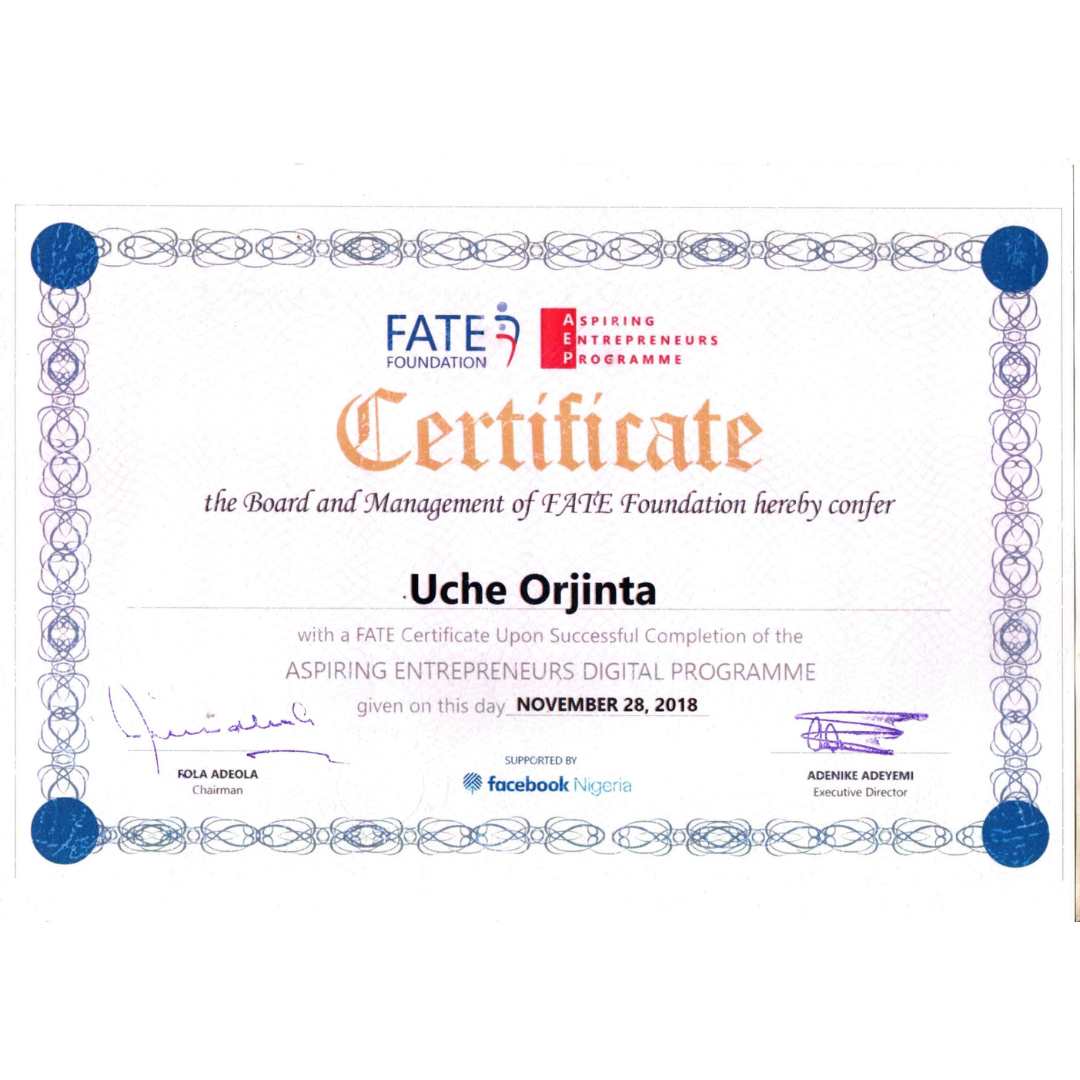 FATE
FOUNDATION
ASPIRING
ENTREPRENEURS
PROGRAMME
Certificate
the Board and Management of FATE Foundation hereby confer
Uche Orjinta
with a FATE Certificate Upon Successful Completion of the
ASPIRING ENTREPRENEURS DIGITAL PROGRAMME
given on this day NOVEMBER 28, 2018
SUPPORTED BY
facebook Nigeria
FOLA ADEOLA
Chairman
ADENIKE ADEYEMI
Executive Director